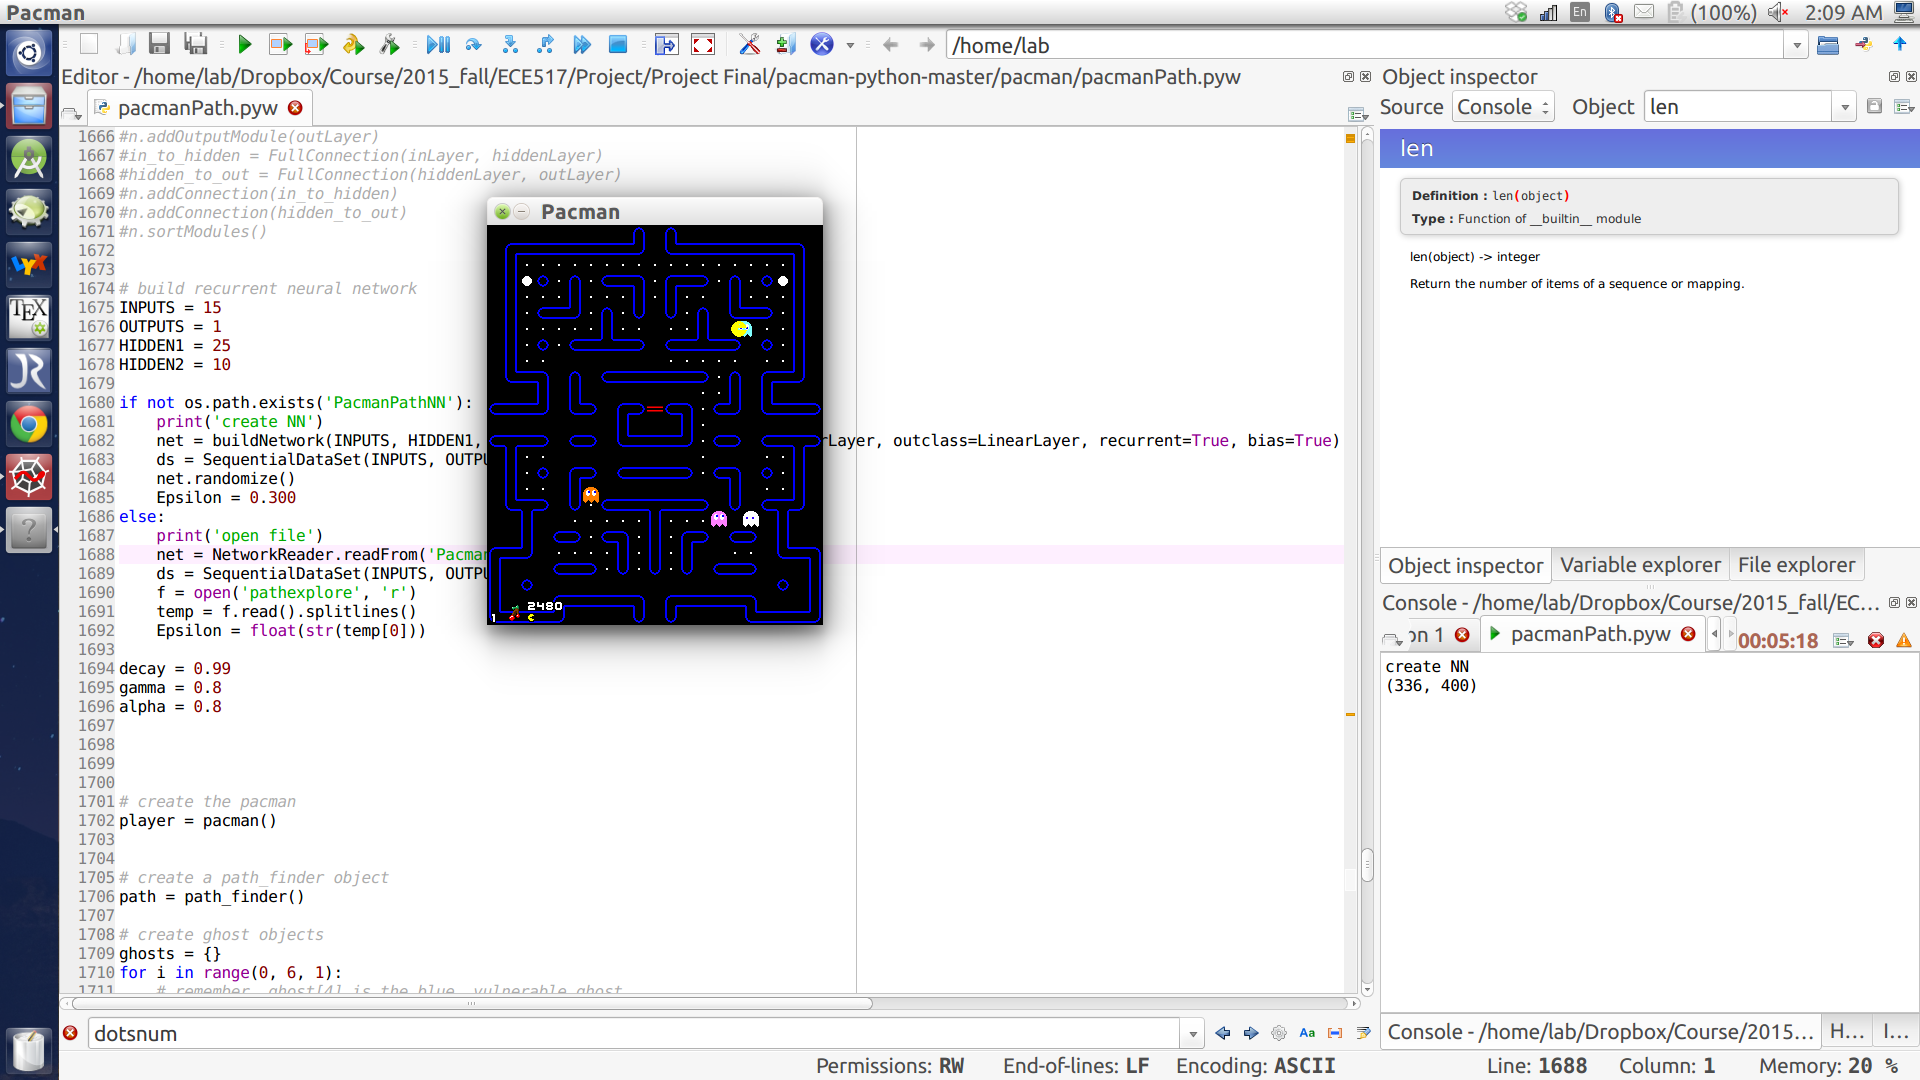 Pacman
En
(100%)
2:09 AM
/home/lab
Editor - /home/lab/Dropbox/Course/2015_fall/ECE517/Project/Project Final/pacman-python-master/pacman/pacmanPath.pyw
pacmanPath.pyw
1666 #n.addOutputModule(outLayer)
1667 #in_to_hidden = FullConnection(inLayer, hiddenLayer)
1668 #hidden_to_out = FullConnection(hiddenLayer, outLayer)
1669 #n.addConnection(in_to_hidden)
1670 #n.addConnection(hidden_to_out)
1671 #n.sortModules()
1672
1673
1674 # build recurrent neural network
1675 INPUTS = 15
1676 OUTPUTS = 1
1677 HIDDEN1 = 25
1678 HIDDEN2 = 10
1679
1680 if not os.path.exists('PacmanPathNN'):
1681 print('create NN')
1682 net = buildNetwork(INPUTS, HIDDEN1, rLayer, outclass=LinearLayer, recurrent=True, bias=True)
1683 ds = SequentialDataSet(INPUTS, OUTPU
1684 net.randomize()
1685 Epsilon = 0.300
1686 else:
1687 print('open file')
1688 net = NetworkReader.readFrom('Pacman
1689 ds = SequentialDataSet(INPUTS, OUTPU
1690 f = open('pathexplore', 'r')
1691 temp = f.read().splitlines()
1692 Epsilon = float(str(temp[0]))
1693
1694 decay = 0.99
1695 gamma = 0.8
1696 alpha = 0.8
1697
1698
1699
1700
1701 # create the pacman
1702 player = pacman()
1703
1704
1705 # create a path_finder object
1706 path = path_finder()
1707
1708 # create ghost objects
1709 ghosts = {}
1710 for i in range(0, 6, 1):
1711 # remember, ghost[4] is the blue, vulnerable ghost
Pacman
2480
1
dotsnum
Aa
Permissions: RW End-of-lines: LF Encoding: ASCII Line: 1688 Column: 1 Memory: 20 %
Object inspector
Source Console Object len
len
Definition : len(object)
Type : Function of __builtin__ module
len(object) -> integer
Return the number of items of a sequence or mapping.
Object inspector Variable explorer File explorer
Console - /home/lab/Dropbox/Course/2015_fall/EC...
on 1 pacmanPath.pyw 00:05:18
create NN
(336, 400)
Console - /home/lab/Dropbox/Course/2015... H... I...
LyX
TEX
JR
?